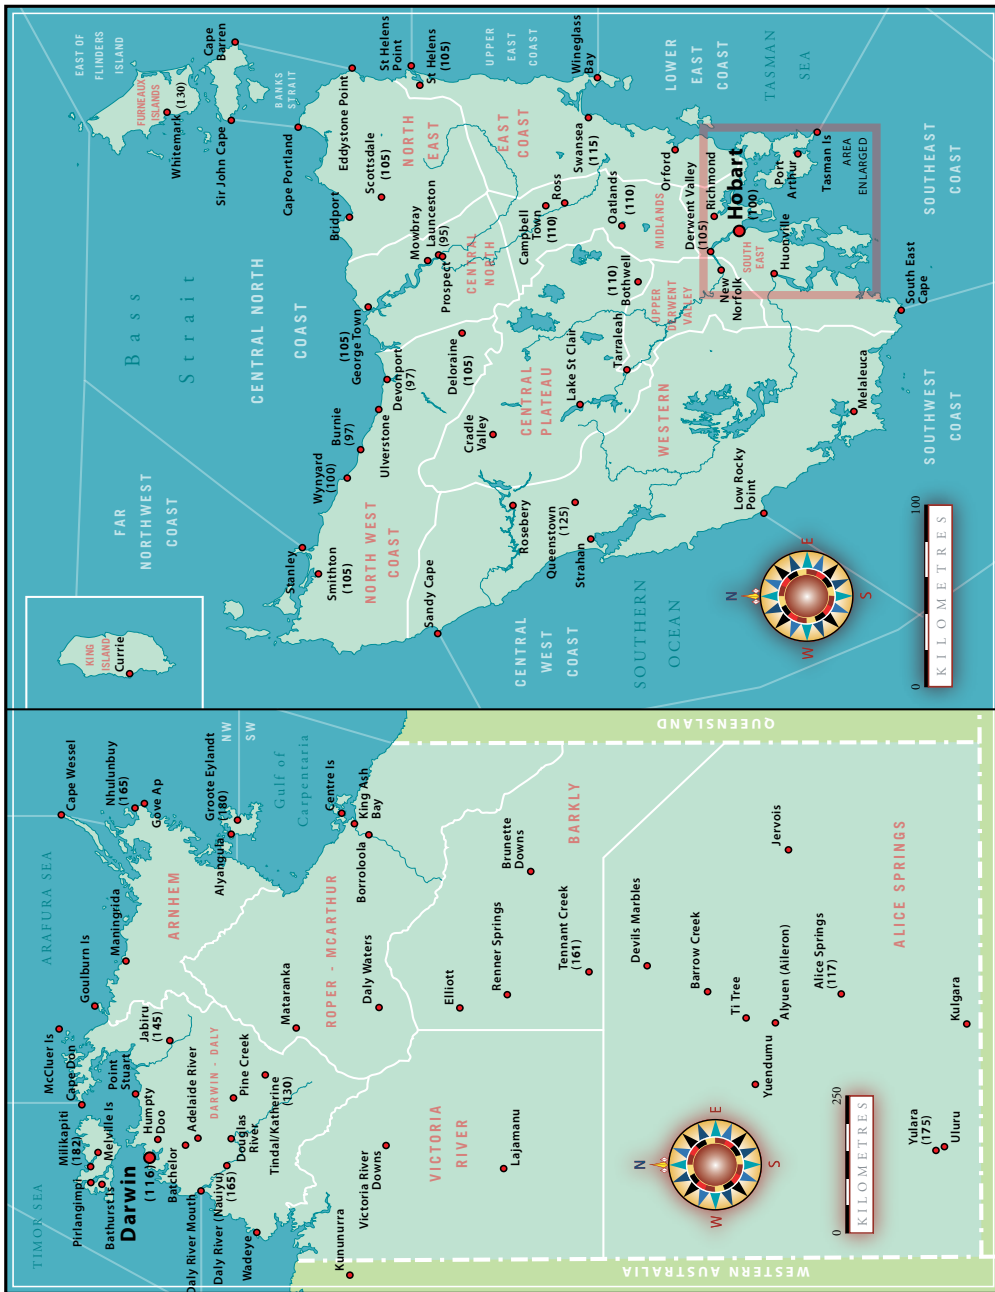 EAST OF
FLINDERS
ISLAND
Cape
Barren
FURNEAUX
ISLANDS
Whitemark (130)
BANKS
STRAIT
Sir John Cape
Cape Portland
Eddystone Point
St Helens
Point
St Helens
(105)
UPPER
EAST
COAST
Wineglass
Bay
LOWER
EAST
COAST
TASMAN
SEA
Bridport
Scottsdale
(105)
NORTH
EAST
EAST
COAST
Swansea
(115)
Orford
Mowbray
Launceston
(95)
Prospect
CENTRAL
NORTH
Campbell
Town
(110)
Ross
Oatlands
(110)
MIDLANDS
Derwent Valley
(105)
Richmond
Hobart
(100)
Port
Arthur
Tasman Is
AREA
ENLARGED
SOUTHEAST
COAST
SOUTH
EAST
Huonville
New
Norfolk
(110)
Bothwell
UPPER
DERWENT
VALLEY
South East
Cape
Bass
Strait
CENTRAL NORTH
COAST
(105)
George Town
Devonport
(97)
Deloraine
(105)
Ulverstone
Burnie
(97)
Wynyard
(100)
Cradle
Valley
CENTRAL
PLATEAU
Lake St Clair
Tarraleah
WESTERN
Melaleuca
SOUTHWEST
COAST
FAR
NORTHWEST
COAST
Stanley
Smithton
(105)
NORTH WEST
COAST
Sandy Cape
Rosebery
Queenstown
(125)
Strahan
Low Rocky
Point
CENTRAL
WEST
COAST
SOUTHERN
OCEAN
KING
ISLAND
Currie
N
E
S
W
0
100
KILOMETRES
TIMOR SEA
ARAFURA SEA
Cape Wessel
Nhulunbuy
(165)
Gove Ap
Groote Eylandt
(180)
Alyangula
NW
SW
Gulf of
Carpentaria
Centre Is
King Ash
Bay
Borroloola
McCluer Is
Cape Don
Goulburn Is
Maningrida
ARNHEM
Milikapiti
(182)
Pirlangimpi
Melville Is
Bathurst Is
Point
Stuart
Jabiru
(145)
Darwin
(116)
Humpty
Doo
Batchelor
Adelaide River
DARWIN - DALY
Daly River Mouth
Daly River (Nauiyu)
(165)
Douglas
River
Pine Creek
Tindal/Katherine
(130)
Wadeye
Mataranka
ROPER - MCARTHUR
Daly Waters
Kununurra
Victoria River
Downs
VICTORIA
RIVER
Lajamanu
Elliott
Renner Springs
Brunette
Downs
Tennant Creek
(161)
BARKLY
QUEENSLAND
WESTERN AUSTRALIA
Devils Marbles
Barrow Creek
Ti Tree
Alyuen (Aileron)
Yuendumu
Jervois
Alice Springs
(117)
ALICE SPRINGS
Kulgara
Yulara
(175)
Uluru
N
E
S
W
0
250
KILOMETRES